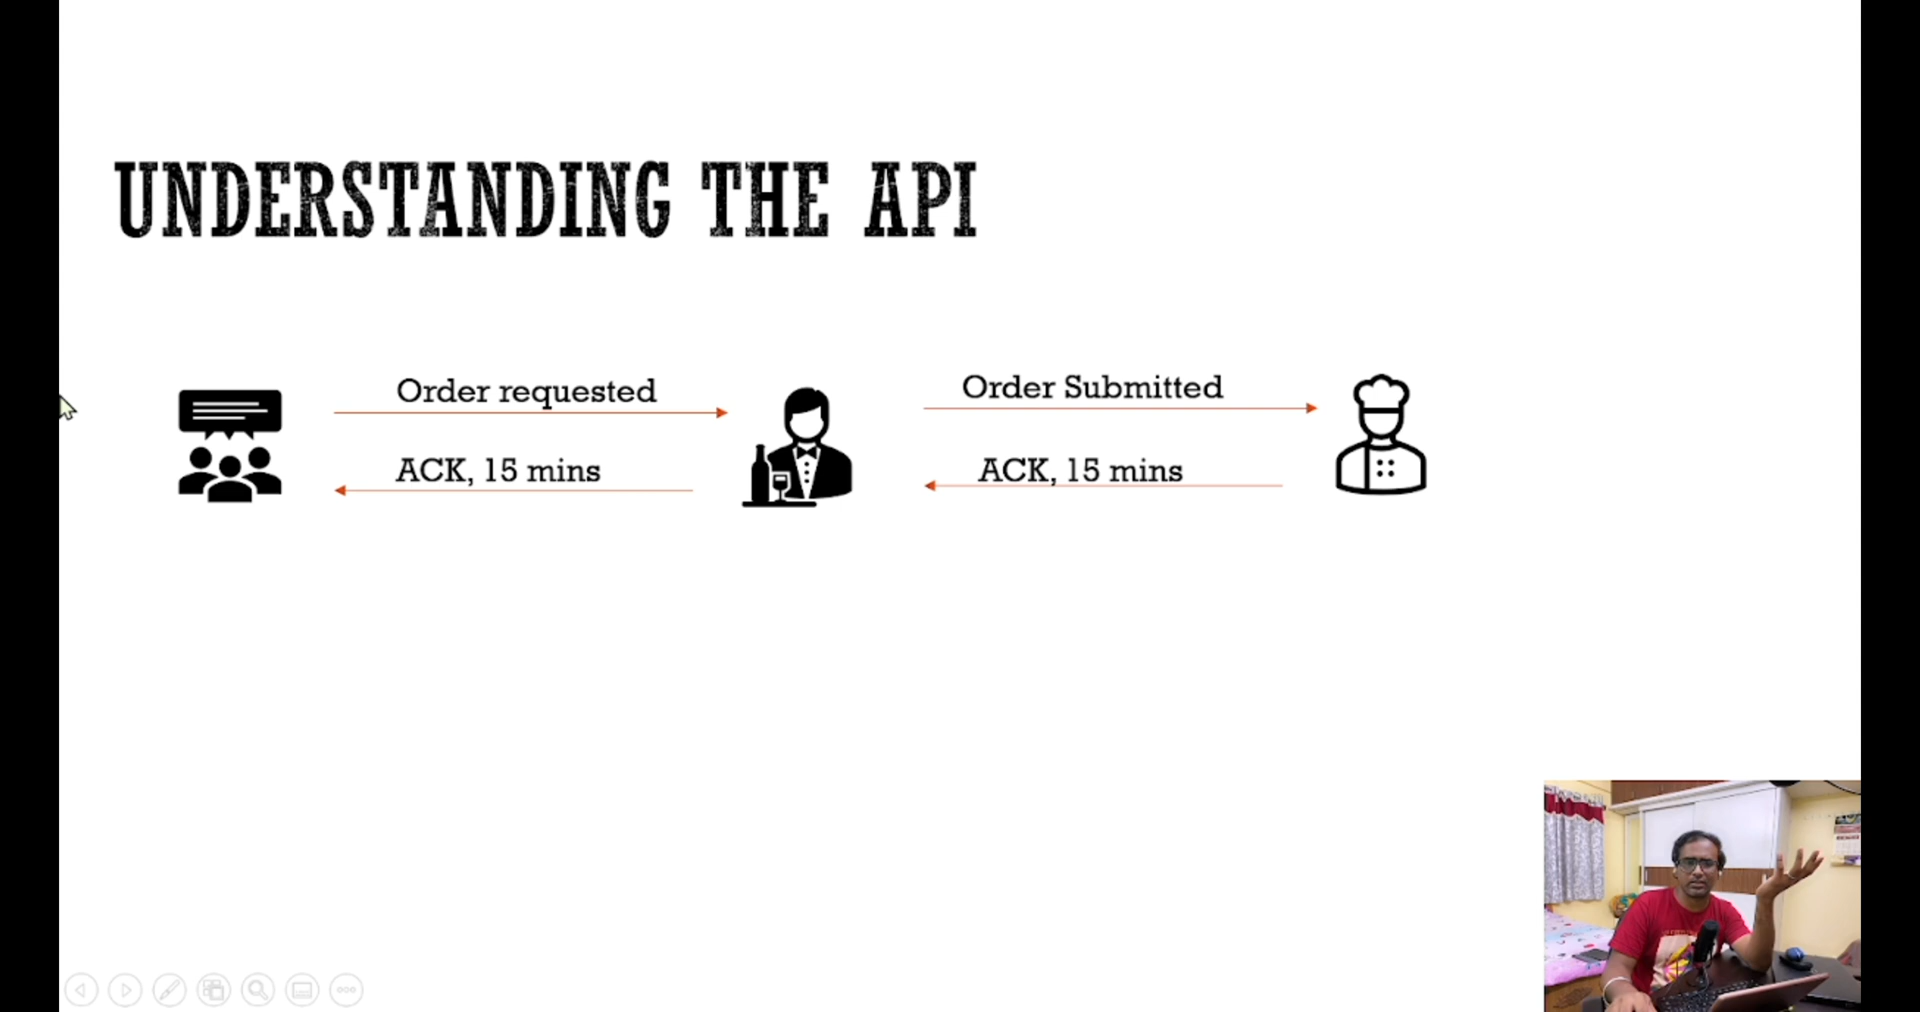 UNDERSTANDING THE API
Order requested
Order Submitted
ACK, 15 mins
ACK, 15 mins